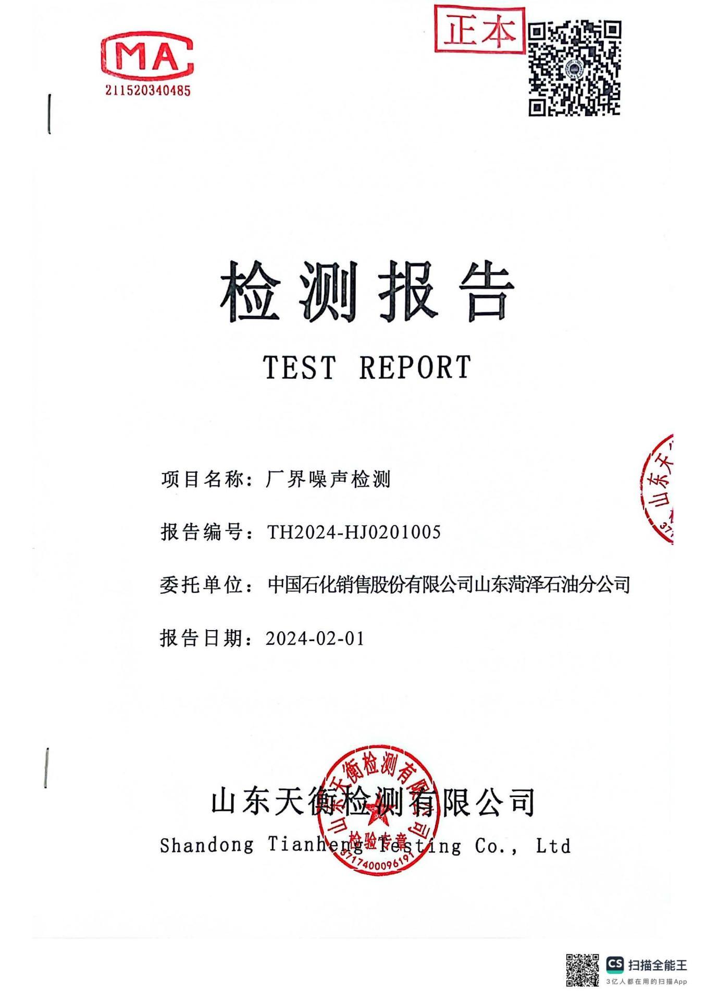 MA
211520340485
正本
检测报告
TEST REPORT
项目名称：厂界噪声检测
报告编号：TH2024-HJ0201005
委托单位：中国石化销售股份有限公司山东菏泽石油分公司
报告日期：2024-02-01
山东天
371
山东天衡检测有限公司
Shandong Tianheng Testing Co., Ltd
山东天衡检测有限公司
检验专章
3717400096191
CS 扫描全能王
3亿人都在用的扫描App